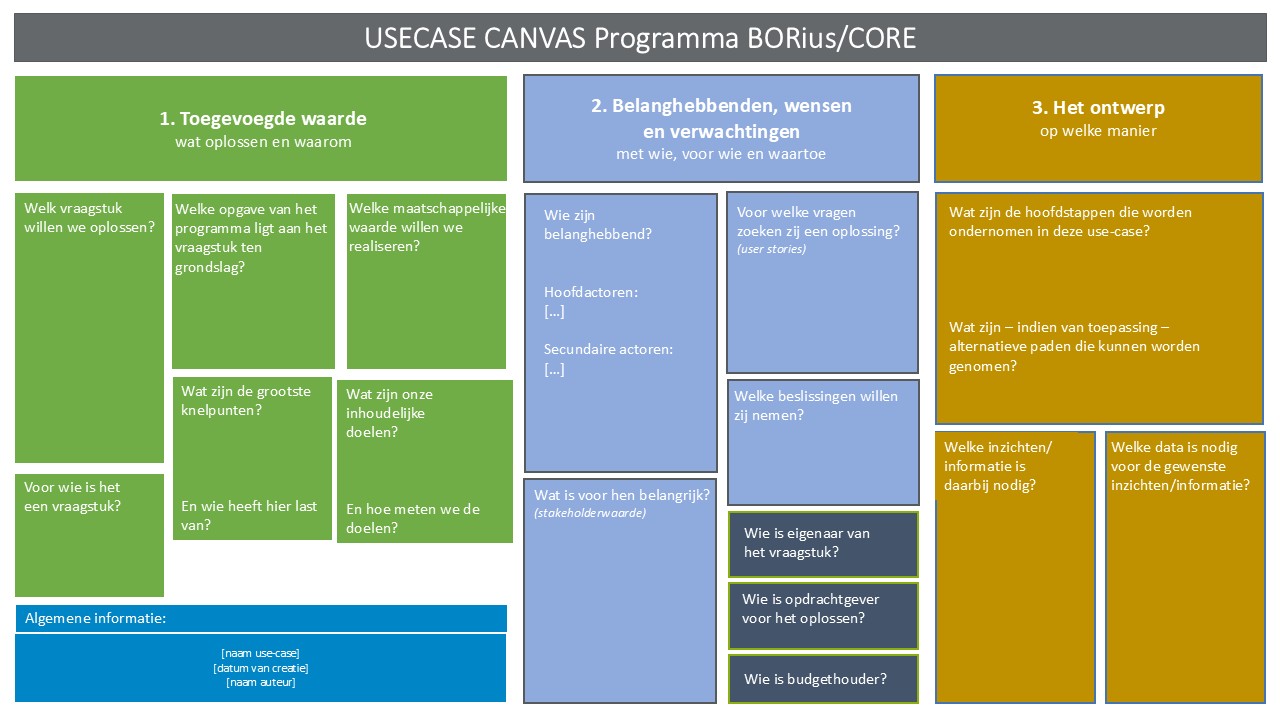 USECASE CANVAS Programma BORius/CORE
1. Toegevoegde waarde
wat oplossen en waarom
Welk vraagstuk
willen we oplossen?
Welke opgave van het
programma ligt aan het
vraagstuk ten
grondslag?
Welke maatschappelijke
waarde willen we
realiseren?
Wat zijn de grootste
knelpunten?
En wie heeft hier last
van?
Wat zijn onze
inhoudelijke
doelen?
En hoe meten we de
doelen?
Voor wie is het
een vraagstuk?
Algemene informatie:
[naam use-case]
[datum van creatie]
[naam auteur]
2. Belanghebbenden, wensen
en verwachtingen
met wie, voor wie en waartoe
Wie zijn
belanghebbend?
Hoofdactoren:
[…]
Secundaire actoren:
[…]
Voor welke vragen
zoeken zij een oplossing?
(user stories)
Welke beslissingen willen
zij nemen?
Wat is voor hen belangrijk?
(stakeholderwaarde)
Wie is eigenaar van
het vraagstuk?
Wie is opdrachtgever
voor het oplossen?
Wie is budgethouder?
3. Het ontwerp
op welke manier
Wat zijn de hoofdstappen die worden
ondernomen in deze use-case?
Wat zijn – indien van toepassing –
alternatieve paden die kunnen worden
genomen?
Welke inzichten/
informatie is
daarbij nodig?
Welke data is nodig
voor de gewenste
inzichten/informatie?